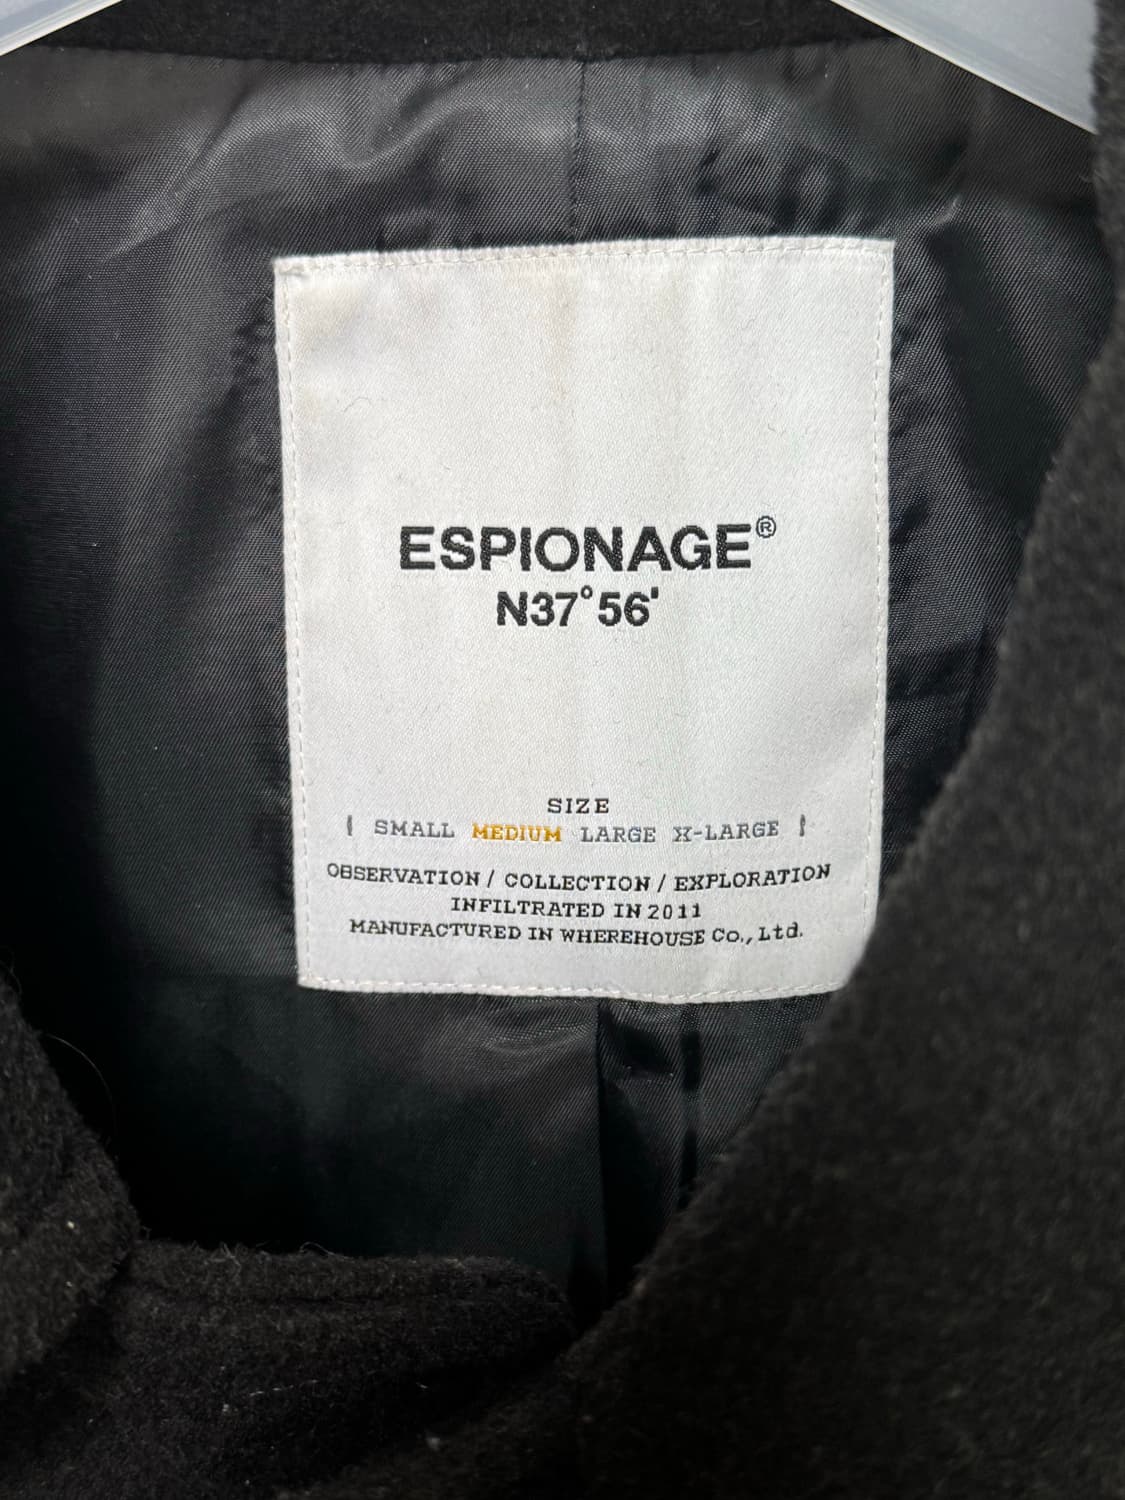 ESPIONAGE®
N37°56'
SIZE
[ SMALL MEDIUM LARGE X-LARGE ]
OBSERVATION / COLLECTION / EXPLORATION
INFILTRATED IN 2011
MANUFACTURED IN WHEREHOUSE Co., Ltd.